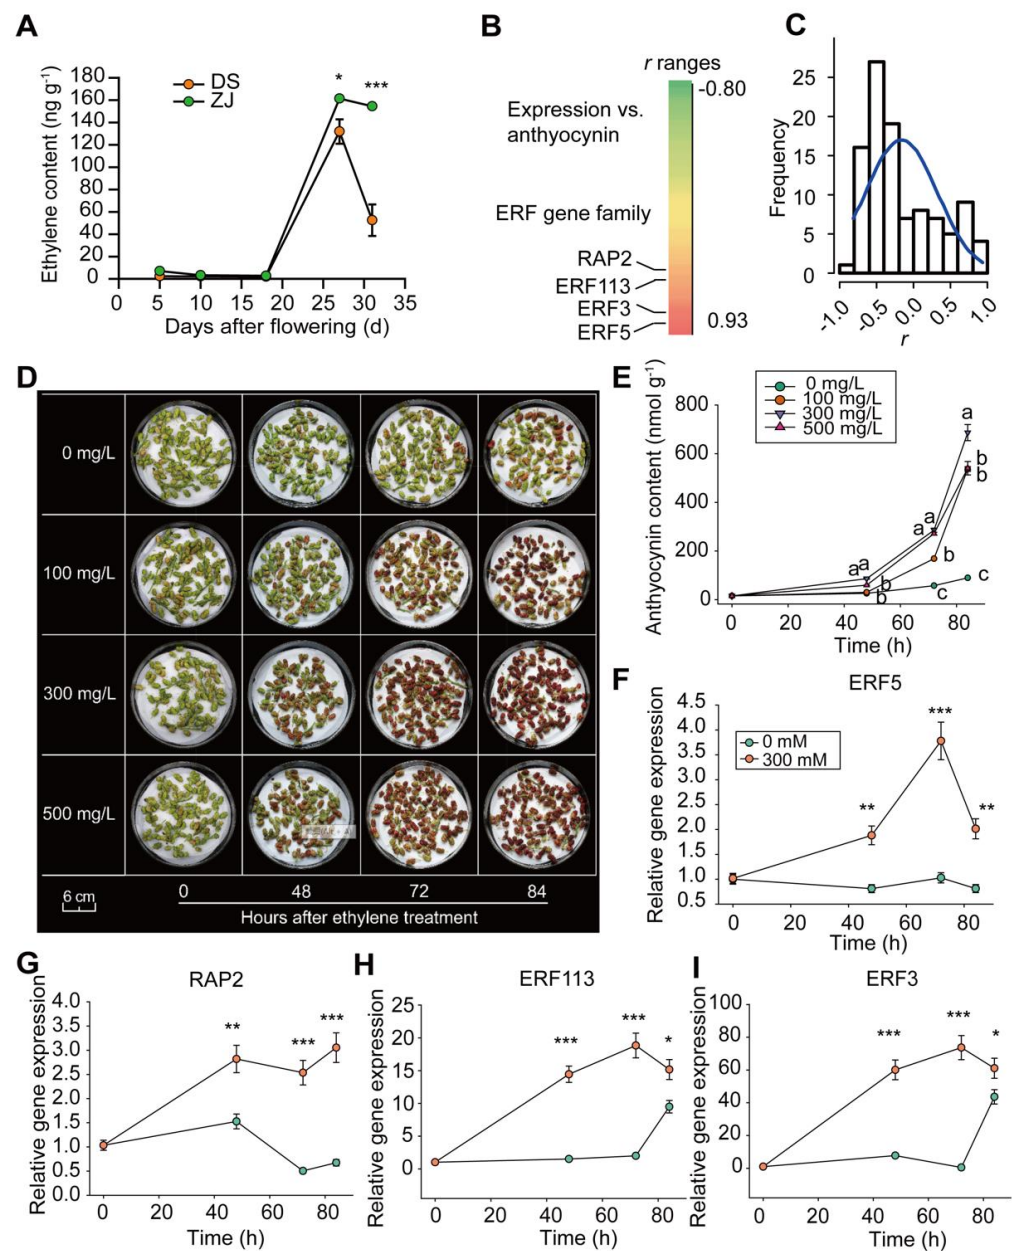 A
Ethylene content (ng g-1)
180
160
140
120
100
80
60
40
20
0
DS
ZJ
*
***
0 5 10 15 20 25 30 35
Days after flowering (d)
B
r ranges
-0.80
Expression vs.
anthyocynin
ERF gene family
RAP2
ERF113
ERF3
ERF5
0.93
C
Frequency
25
20
15
10
5
0
-1.0 -0.5 0.0 0.5 1.0
r
D
0 mg/L
100 mg/L
300 mg/L
500 mg/L
0 48 72 84
6 cm
Hours after ethylene treatment
E
Anthyocynin content (nmol g-1)
0 mg/L
100 mg/L
300 mg/L
500 mg/L
800
600
400
200
0
a
b
b
a a
b
c
a a
b
b
c
0 20 40 60 80
Time (h)
F
ERF5
Relative gene expression
4.5
4.0
3.5
3.0
2.5
2.0
1.5
1.0
0.5
0 mM
300 mM
**
***
**
0 20 40 60 80
Time (h)
G
RAP2
Relative gene expression
4.0
3.5
3.0
2.5
2.0
1.5
1.0
0.5
0.0
**
***
***
0 20 40 60 80
Time (h)
H
ERF113
Relative gene expression
25
20
15
10
5
0
***
***
*
0 20 40 60 80
Time (h)
I
ERF3
Relative gene expression
100
80
60
40
20
0
***
***
*
0 20 40 60 80
Time (h)